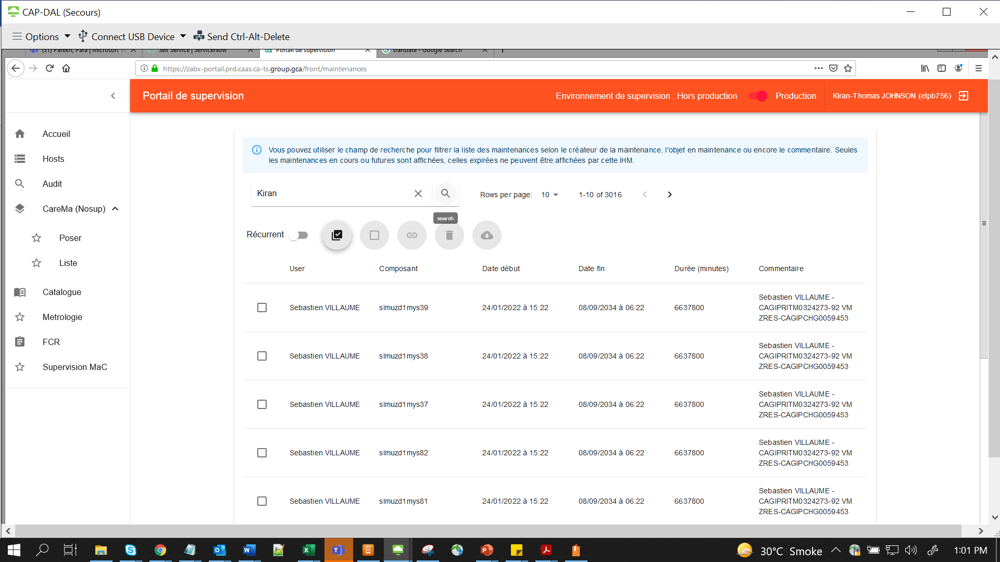 CAP-DAL (Secours)
Options
Connect USB Device
Send Ctrl-Alt-Delete
(51) Parekh, Para | Microsoft Te
Self Service | ServiceNow
Portail de supervision
translate - Google Search
https://zabx-portail.prd.caas.ca-ts.group.gca/front/maintenances
Portail de supervision
Environnement de supervision : Hors production
Production
Kiran-Thomas JOHNSON (etpb756)
Accueil
Hosts
Audit
CareMa (Nosup)
Poser
Liste
Catalogue
Metrologie
FCR
Supervision MaC
Vous pouvez utiliser le champ de recherche pour filtrer la liste des maintenances selon le créateur de la maintenance, l'objet en maintenance ou encore le commentaire. Seules
les maintenances en cours ou futures sont affichées, celles expirées ne peuvent être affichées par cette IHM.
Kiran
Rows per page: 10 1-10 of 3016
search
Récurrent
User Composant Date début Date fin Durée (minutes) Commentaire
Sebastien VILLAUME slmuzd1mys39 24/01/2022 à 15:22 08/09/2034 à 06:22 6637800 Sebastien VILLAUME -
CAGIPRITM0324273-92 VM
ZRES-CAGIPCHG0059453
Sebastien VILLAUME slmuzd1mys38 24/01/2022 à 15:22 08/09/2034 à 06:22 6637800 Sebastien VILLAUME -
CAGIPRITM0324273-92 VM
ZRES-CAGIPCHG0059453
Sebastien VILLAUME slmuzd1mys37 24/01/2022 à 15:22 08/09/2034 à 06:22 6637800 Sebastien VILLAUME -
CAGIPRITM0324273-92 VM
ZRES-CAGIPCHG0059453
Sebastien VILLAUME slmuzd1mys82 24/01/2022 à 15:22 08/09/2034 à 06:22 6637800 Sebastien VILLAUME -
CAGIPRITM0324273-92 VM
ZRES-CAGIPCHG0059453
Sebastien VILLAUME slmuzd1mys81 24/01/2022 à 15:22 08/09/2034 à 06:22 6637800 Sebastien VILLAUME -
CAGIPRITM0324273-92 VM
ZRES-CAGIPCHG0059453
30°C Smoke
1:01 PM